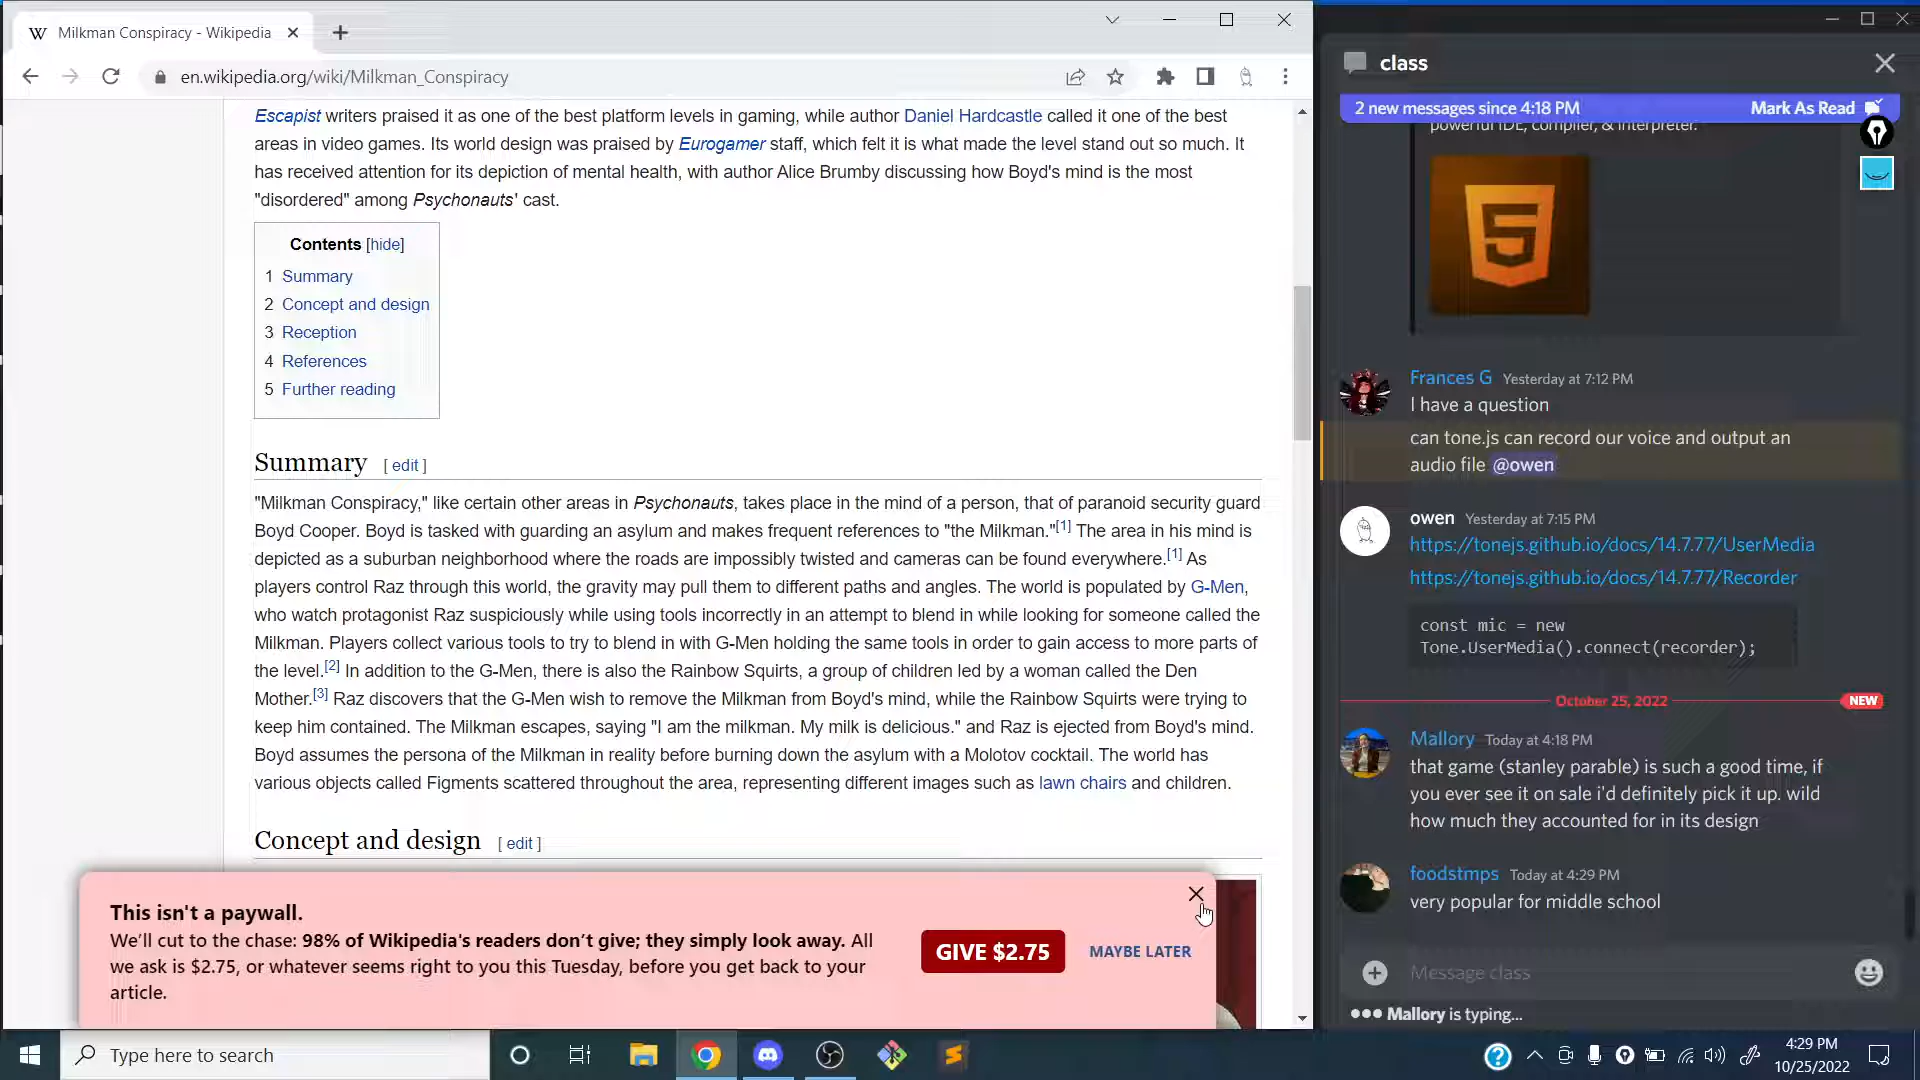 Milkman Conspiracy - Wikipedia
en.wikipedia.org/wiki/Milkman_Conspiracy
Escapist writers praised it as one of the best platform levels in gaming, while author Daniel Hardcastle called it one of the best
areas in video games. Its world design was praised by Eurogamer staff, which felt it is what made the level stand out so much. It
has received attention for its depiction of mental health, with author Alice Brumby discussing how Boyd's mind is the most
"disordered" among Psychonauts' cast.
Contents [hide]
1 Summary
2 Concept and design
3 Reception
4 References
5 Further reading
Summary [ edit ]
"Milkman Conspiracy," like certain other areas in Psychonauts, takes place in the mind of a person, that of paranoid security guard
Boyd Cooper. Boyd is tasked with guarding an asylum and makes frequent references to "the Milkman."[1] The area in his mind is
depicted as a suburban neighborhood where the roads are impossibly twisted and cameras can be found everywhere.[1] As
players control Raz through this world, the gravity may pull them to different paths and angles. The world is populated by G-Men,
who watch protagonist Raz suspiciously while using tools incorrectly in an attempt to blend in while looking for someone called the
Milkman. Players collect various tools to try to blend in with G-Men holding the same tools in order to gain access to more parts of
the level.[2] In addition to the G-Men, there is also the Rainbow Squirts, a group of children led by a woman called the Den
Mother.[3] Raz discovers that the G-Men wish to remove the Milkman from Boyd's mind, while the Rainbow Squirts were trying to
keep him contained. The Milkman escapes, saying "I am the milkman. My milk is delicious." and Raz is ejected from Boyd's mind.
Boyd assumes the persona of the Milkman in reality before burning down the asylum with a Molotov cocktail. The world has
various objects called Figments scattered throughout the area, representing different images such as lawn chairs and children.
Concept and design [ edit ]
This isn't a paywall.
We'll cut to the chase: 98% of Wikipedia's readers don't give; they simply look away. All
we ask is $2.75, or whatever seems right to you this Tuesday, before you get back to your
article.
GIVE $2.75
MAYBE LATER
class
2 new messages since 4:18 PM
Mark As Read
powerful IDE, compiler, & interpreter.
Frances G Yesterday at 7:12 PM
I have a question
can tone.js can record our voice and output an
audio file @owen
owen Yesterday at 7:15 PM
https://tonejs.github.io/docs/14.7.77/UserMedia
https://tonejs.github.io/docs/14.7.77/Recorder
const mic = new
Tone.UserMedia().connect(recorder);
October 25, 2022
NEW
Mallory Today at 4:18 PM
that game (stanley parable) is such a good time, if
you ever see it on sale i'd definitely pick it up. wild
how much they accounted for in its design
foodstmps Today at 4:29 PM
very popular for middle school
Message class
Mallory is typing...
Type here to search
4:29 PM
10/25/2022